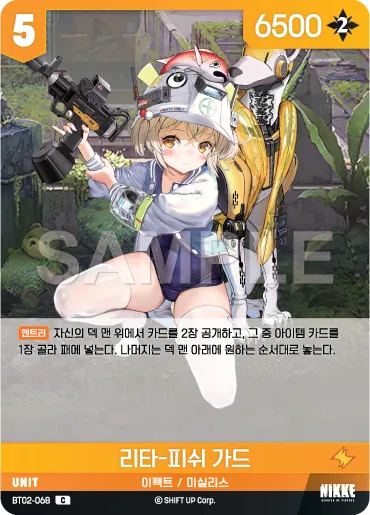 5
6500
2
SAMPLE
엔트리 자신의 덱 맨 위에서 카드를 2장 공개하고, 그 중 아이템 카드를
1장 골라 패에 넣는다. 나머지는 덱 맨 아래에 원하는 순서대로 놓는다.
리타-피쉬 가드
UNIT
이펙트 / 미실리스
BT02-068 C
© SHIFT UP Corp.
NIKKE